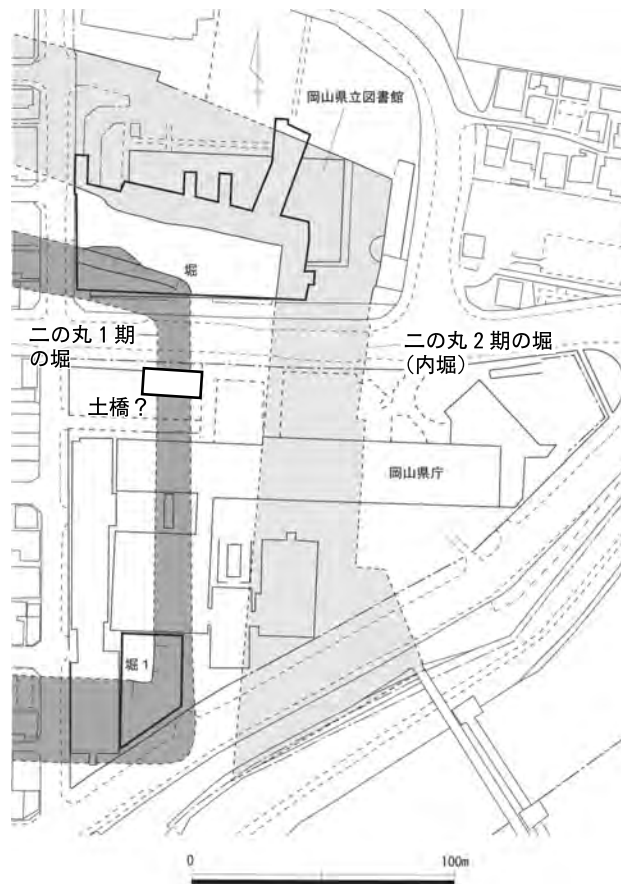 岡山県立図書館
堀
二の丸1期
の堀
二の丸2期の堀
(内堀)
土橋?
岡山県庁
堀1
0
100m